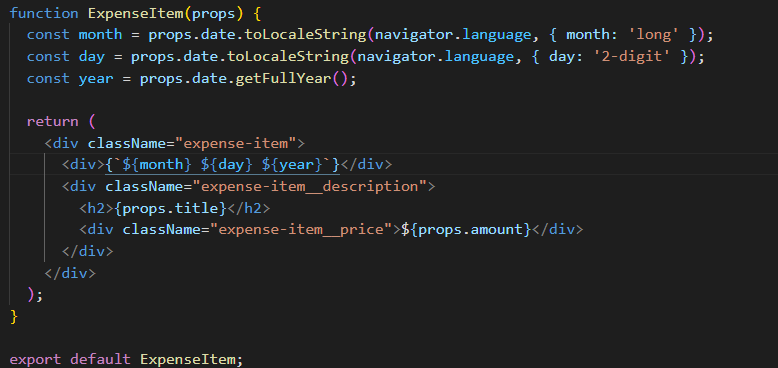 function ExpenseItem(props) {
  const month = props.date.toLocaleString(navigator.language, { month: 'long' });
  const day = props.date.toLocaleString(navigator.language, { day: '2-digit' });
  const year = props.date.getFullYear();

  return (
    <div className="expense-item">
      <div>{`${month} ${day} ${year}`}</div>
      <div className="expense-item__description">
        <h2>{props.title}</h2>
        <div className="expense-item__price">${props.amount}</div>
      </div>
    </div>
  );
}

export default ExpenseItem;